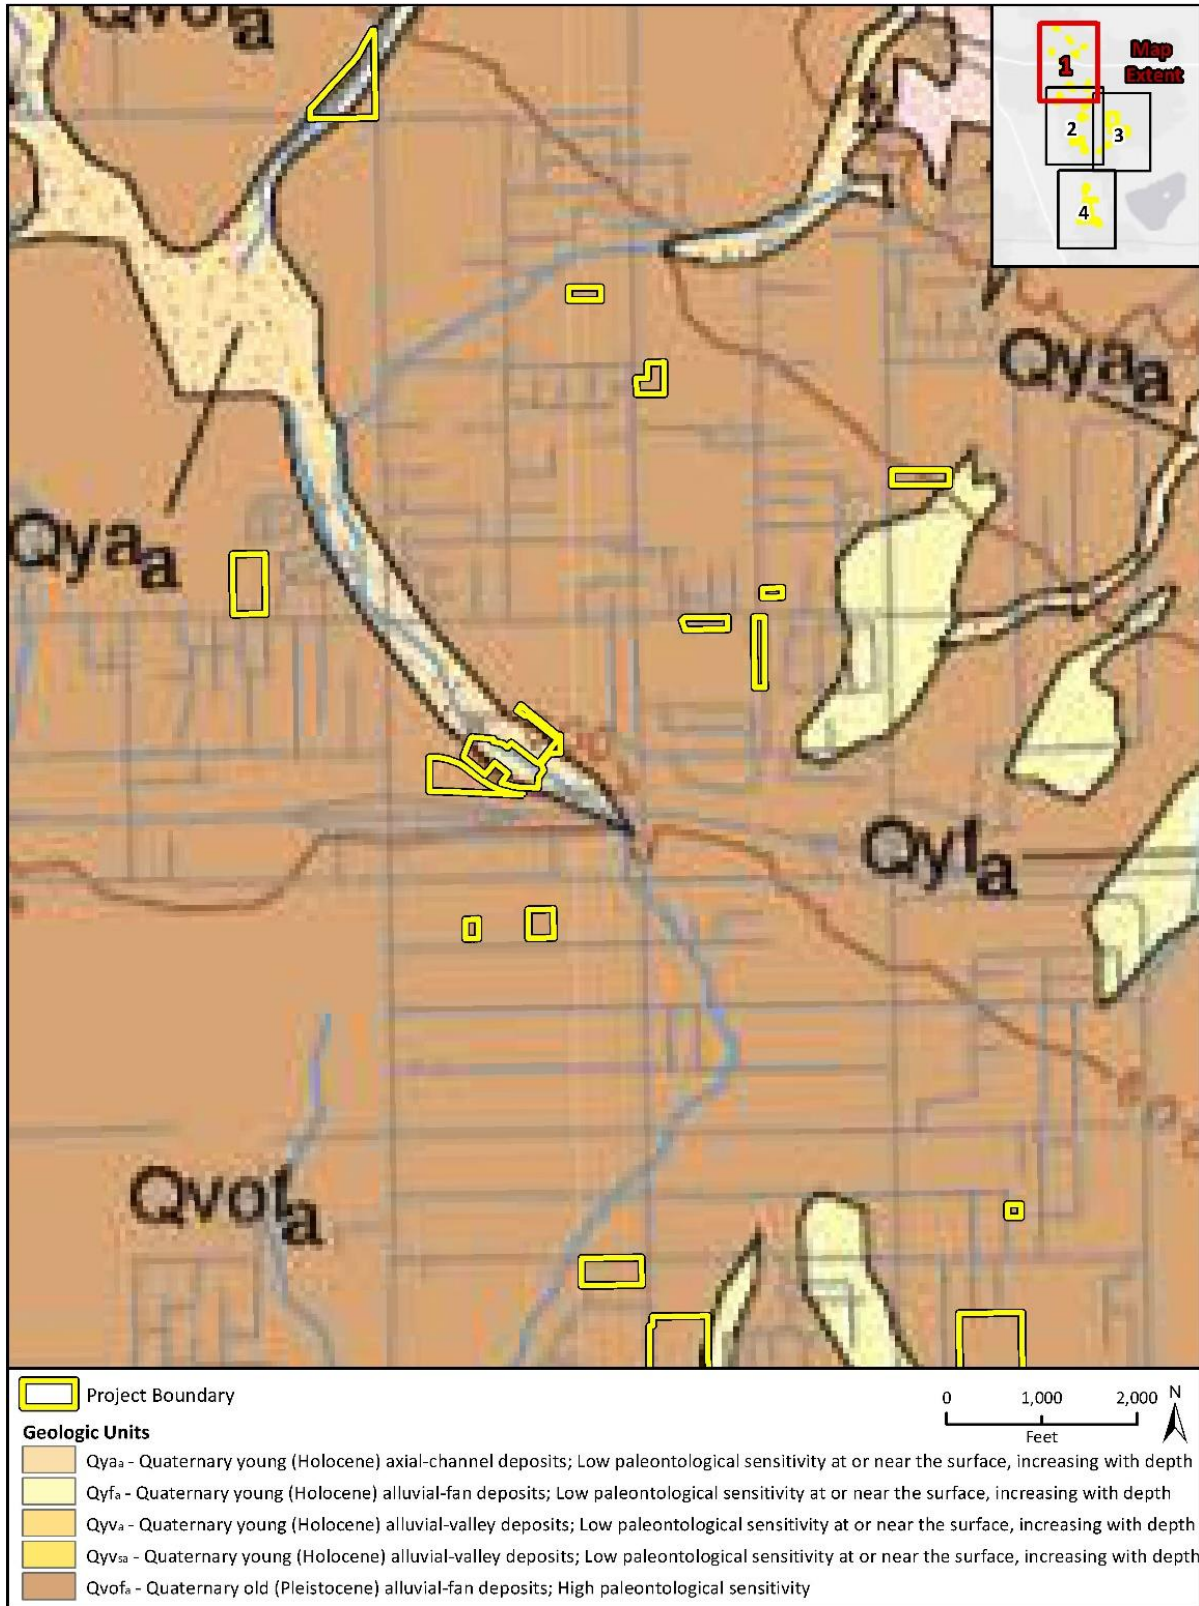 Qvof a
Map
Extent
1
2
3
4
Qya a
Qya a
Qyf a
Qvof a
Project Boundary
0 1,000 2,000 N
Feet
Geologic Units
Qyaa - Quaternary young (Holocene) axial-channel deposits; Low paleontological sensitivity at or near the surface, increasing with depth
Qyfa - Quaternary young (Holocene) alluvial-fan deposits; Low paleontological sensitivity at or near the surface, increasing with depth
Qyva - Quaternary young (Holocene) alluvial-valley deposits; Low paleontological sensitivity at or near the surface, increasing with depth
Qyvsa - Quaternary young (Holocene) alluvial-valley deposits; Low paleontological sensitivity at or near the surface, increasing with depth
Qvofa - Quaternary old (Pleistocene) alluvial-fan deposits; High paleontological sensitivity